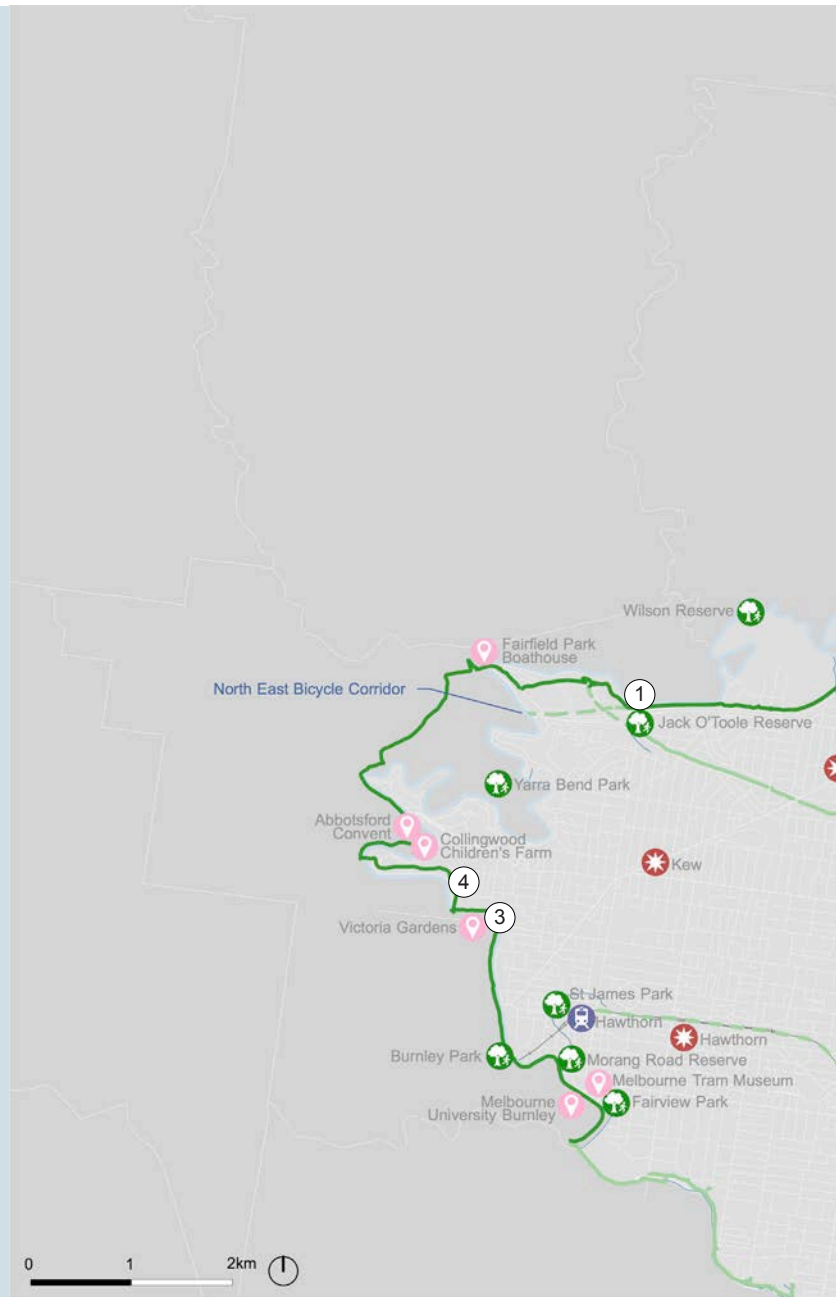 Wilson Reserve
Fairfield Park
Boathouse
North East Bicycle Corridor
1
Jack O'Toole Reserve
Yarra Bend Park
Abbotsford
Convent
Collingwood
Children's Farm
Kew
4
3
Victoria Gardens
St James Park
Hawthorn
Hawthorn
Burnley Park
Morang Road Reserve
Melbourne Tram Museum
Melbourne
University Burnley
Fairview Park
0 1 2km